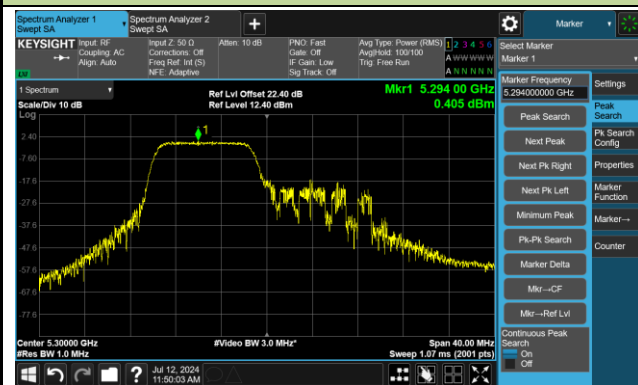 Spectrum Analyzer 1
Swept SA
Spectrum Analyzer 2
Swept SA
+
Marker
KEYSIGHT
Input: RF
Coupling: AC
Align: Auto
Input Z: 50 Ω
Corrections: Off
Freq Ref: Int (S)
NFE: Adaptive
Atten: 10 dB
PNO: Fast
Gate: Off
IF Gain: Low
Sig Track: Off
Avg Type: Power (RMS)
Avg|Hold: 100/100
Trig: Free Run
1 2 3 4 5 6
A W W W W W
A N N N N N
Select Marker
Marker 1
1 Spectrum
Scale/Div 10 dB
Log
Ref Lvl Offset 22.40 dB
Ref Level 12.40 dBm
Mkr1 5.294 00 GHz
0.405 dBm
1
2.40
-7.60
-17.6
-27.6
-37.6
-47.6
-57.6
-67.6
-77.6
Center 5.30000 GHz
#Res BW 1.0 MHz
#Video BW 3.0 MHz*
Span 40.00 MHz
Sweep 1.07 ms (2001 pts)
Marker Frequency
5.294000000 GHz
Peak Search
Next Peak
Next Pk Right
Next Pk Left
Minimum Peak
Pk-Pk Search
Marker Delta
Mkr→CF
Mkr→Ref Lvl
Continuous Peak
Search
On
Off
Settings
Peak
Search
Pk Search
Config
Properties
Marker
Function
Marker→
Counter
?
Jul 12, 2024
11:50:03 AM